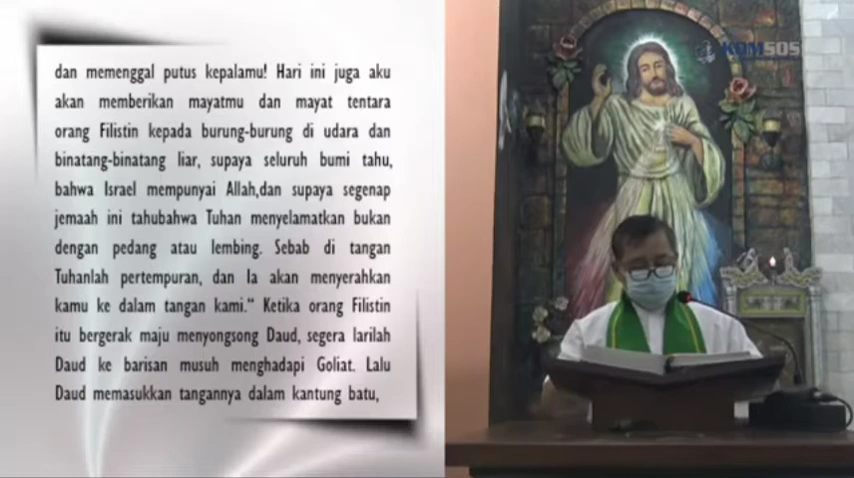 dan memenggal putus kepalamu! Hari ini juga aku
akan memberikan mayatmu dan mayat tentara
orang Filistin kepada burung-burung di udara dan
binatang-binatang liar, supaya seluruh bumi tahu,
bahwa Israel mempunyai Allah,dan supaya segenap
jemaah ini tahubahwa Tuhan menyelamatkan bukan
dengan pedang atau lembing. Sebab di tangan
Tuhanlah pertempuran, dan Ia akan menyerahkan
kamu ke dalam tangan kami.“ Ketika orang Filistin
itu bergerak maju menyongsong Daud, segera larilah
Daud ke barisan musuh menghadapi Goliat. Lalu
Daud memasukkan tangannya dalam kantung batu,
KOMSOS